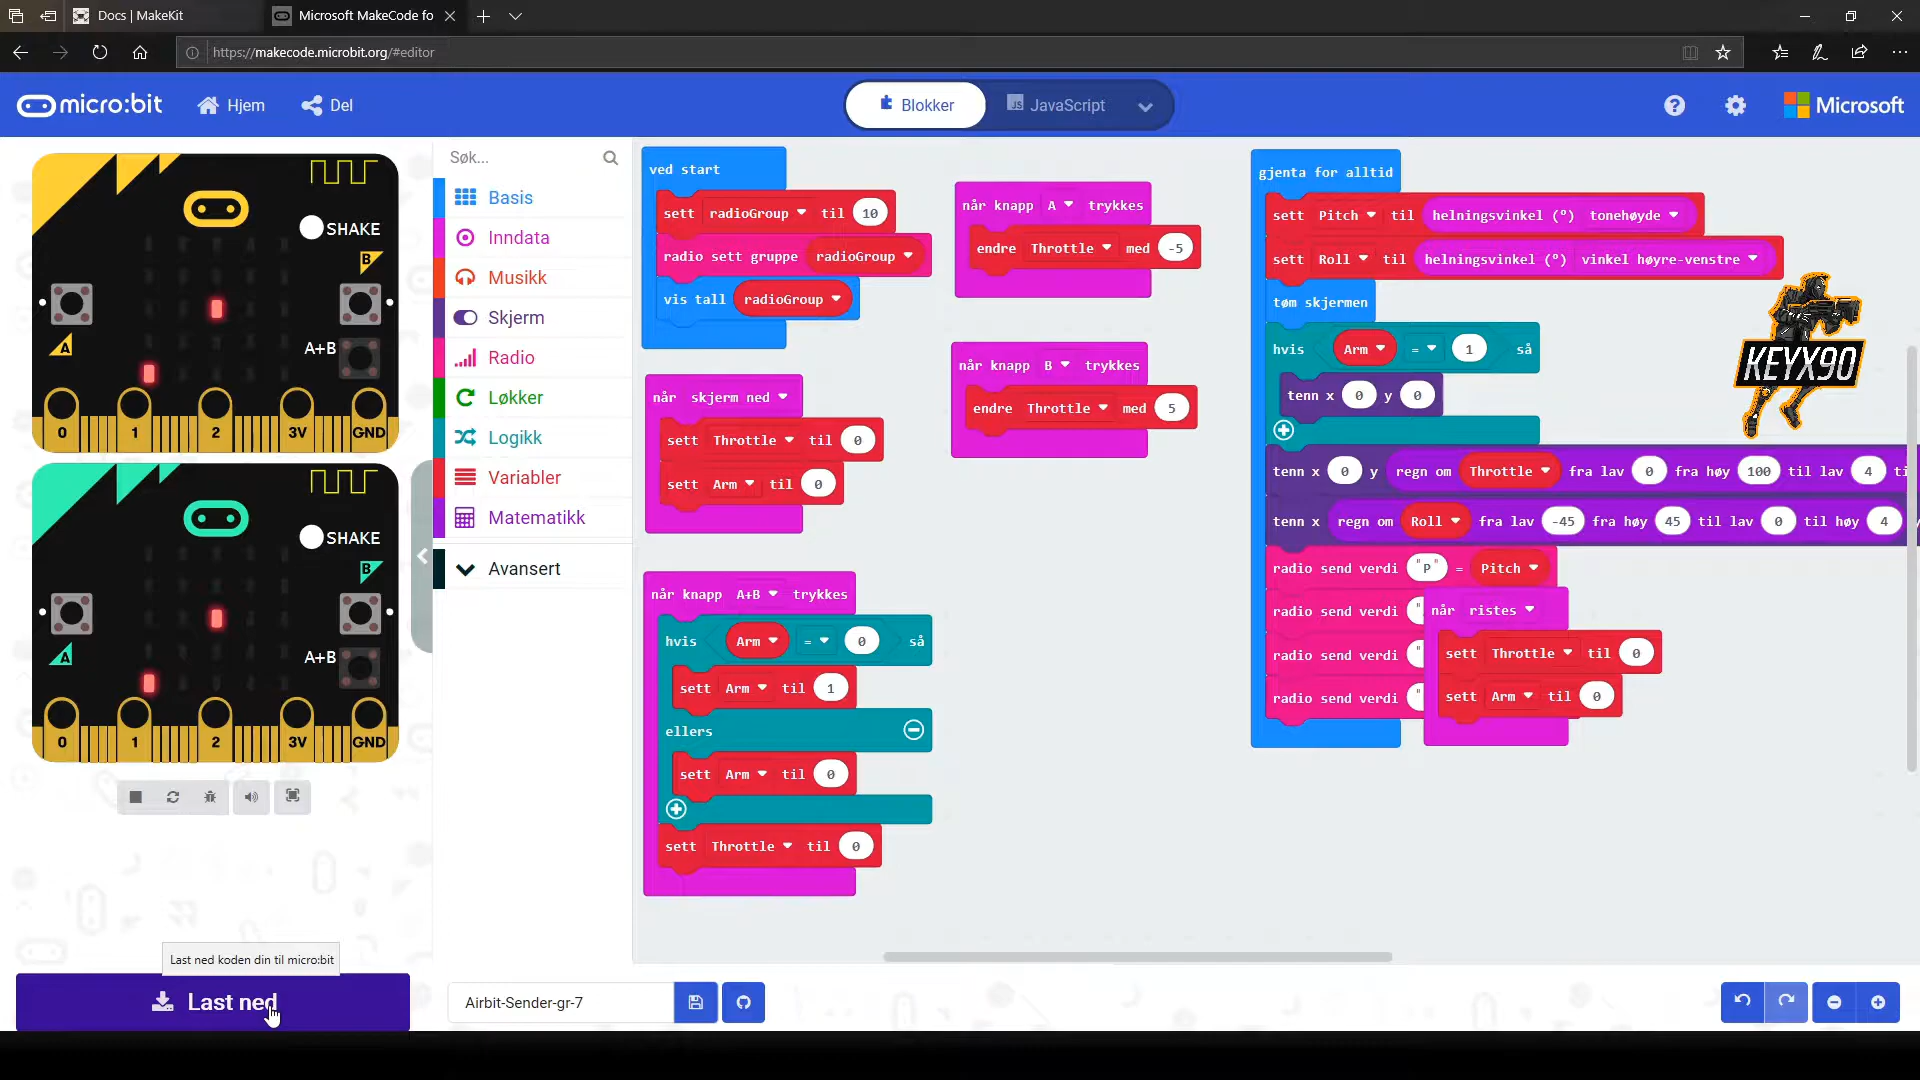 Docs | MakeKit
Microsoft MakeCode fo
https://makecode.microbit.org/#editor
micro:bit
Hjem
Del
Blokker
JS JavaScript
Microsoft
SHAKE
B
A+B
A
0 1 2 3V GND
SHAKE
B
A+B
A
0 1 2 3V GND
Søk...
Basis
Inndata
Musikk
Skjerm
Radio
Løkker
Logikk
Variabler
Matematikk
Avansert
ved start
sett radioGroup til 10
radio sett gruppe radioGroup
vis tall radioGroup
når skjerm ned
sett Throttle til 0
sett Arm til 0
når knapp A+B trykkes
hvis Arm = 0 så
sett Arm til 1
ellers
sett Arm til 0
sett Throttle til 0
når knapp A trykkes
endre Throttle med -5
når knapp B trykkes
endre Throttle med 5
gjenta for alltid
sett Pitch til helningsvinkel (°) tonehøyde
sett Roll til helningsvinkel (°) vinkel høyre-venstre
tøm skjermen
hvis Arm = 1 så
tenn x 0 y 0
tenn x 0 y regn om Throttle fra lav 0 fra høy 100 til lav 4 ti
tenn x regn om Roll fra lav -45 fra høy 45 til lav 0 til høy 4
radio send verdi "P" = Pitch
radio send verdi "
radio send verdi "
radio send verdi "
når ristes
sett Throttle til 0
sett Arm til 0
KEYX90
Last ned koden din til micro:bit
Last ned
Airbit-Sender-gr-7